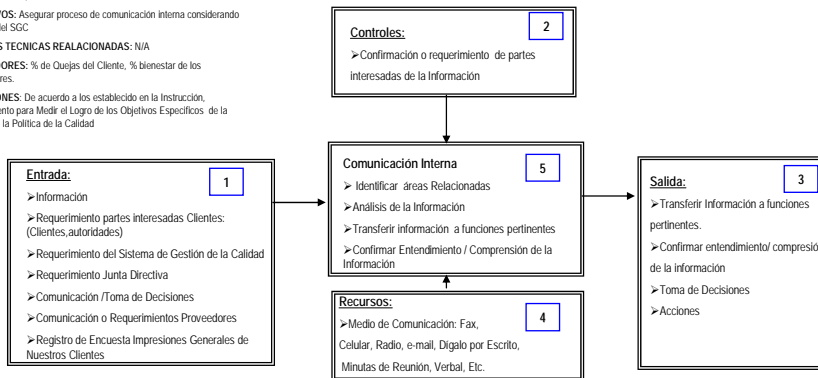 VOS: Asegurar proceso de comunicación interna considerando
del SGC
S TECNICAS REALACIONADAS: N/A
DORES: % de Quejas del Cliente, % bienestar de los
res.
ONES: De acuerdo a los establecido en la Instrucción,
ento para Medir el Logro de los Objetivos Especificos de la
la Política de la Calidad
Controles:
2
➢Confirmación o requerimiento de partes
interesadas de la Información
Entrada:
1
➢Información
➢Requerimiento partes interesadas Clientes:
(Clientes,autoridades)
➢Requerimiento del Sistema de Gestión de la Calidad
➢Requerimiento Junta Directiva
➢Comunicación /Toma de Decisiones
➢Comunicación o Requerimientos Proveedores
➢Registro de Encuesta Impresiones Generales de
Nuestros Clientes
Comunicación Interna
5
➢ Identificar áreas Relacionadas
➢Análisis de la Información
➢Transferir información a funciones pertinentes
➢Confirmar Entendimiento / Comprensión de la
Información
Salida:
3
➢Transferir Información a funciones
pertinentes.
➢Confirmar entendimiento/ compresió
de la información
➢Toma de Decisiones
➢Acciones
Recursos:
4
➢Medio de Comunicación: Fax,
Celular, Radio, e-mail, Dígalo por Escrito,
Minutas de Reunión, Verbal, Etc.